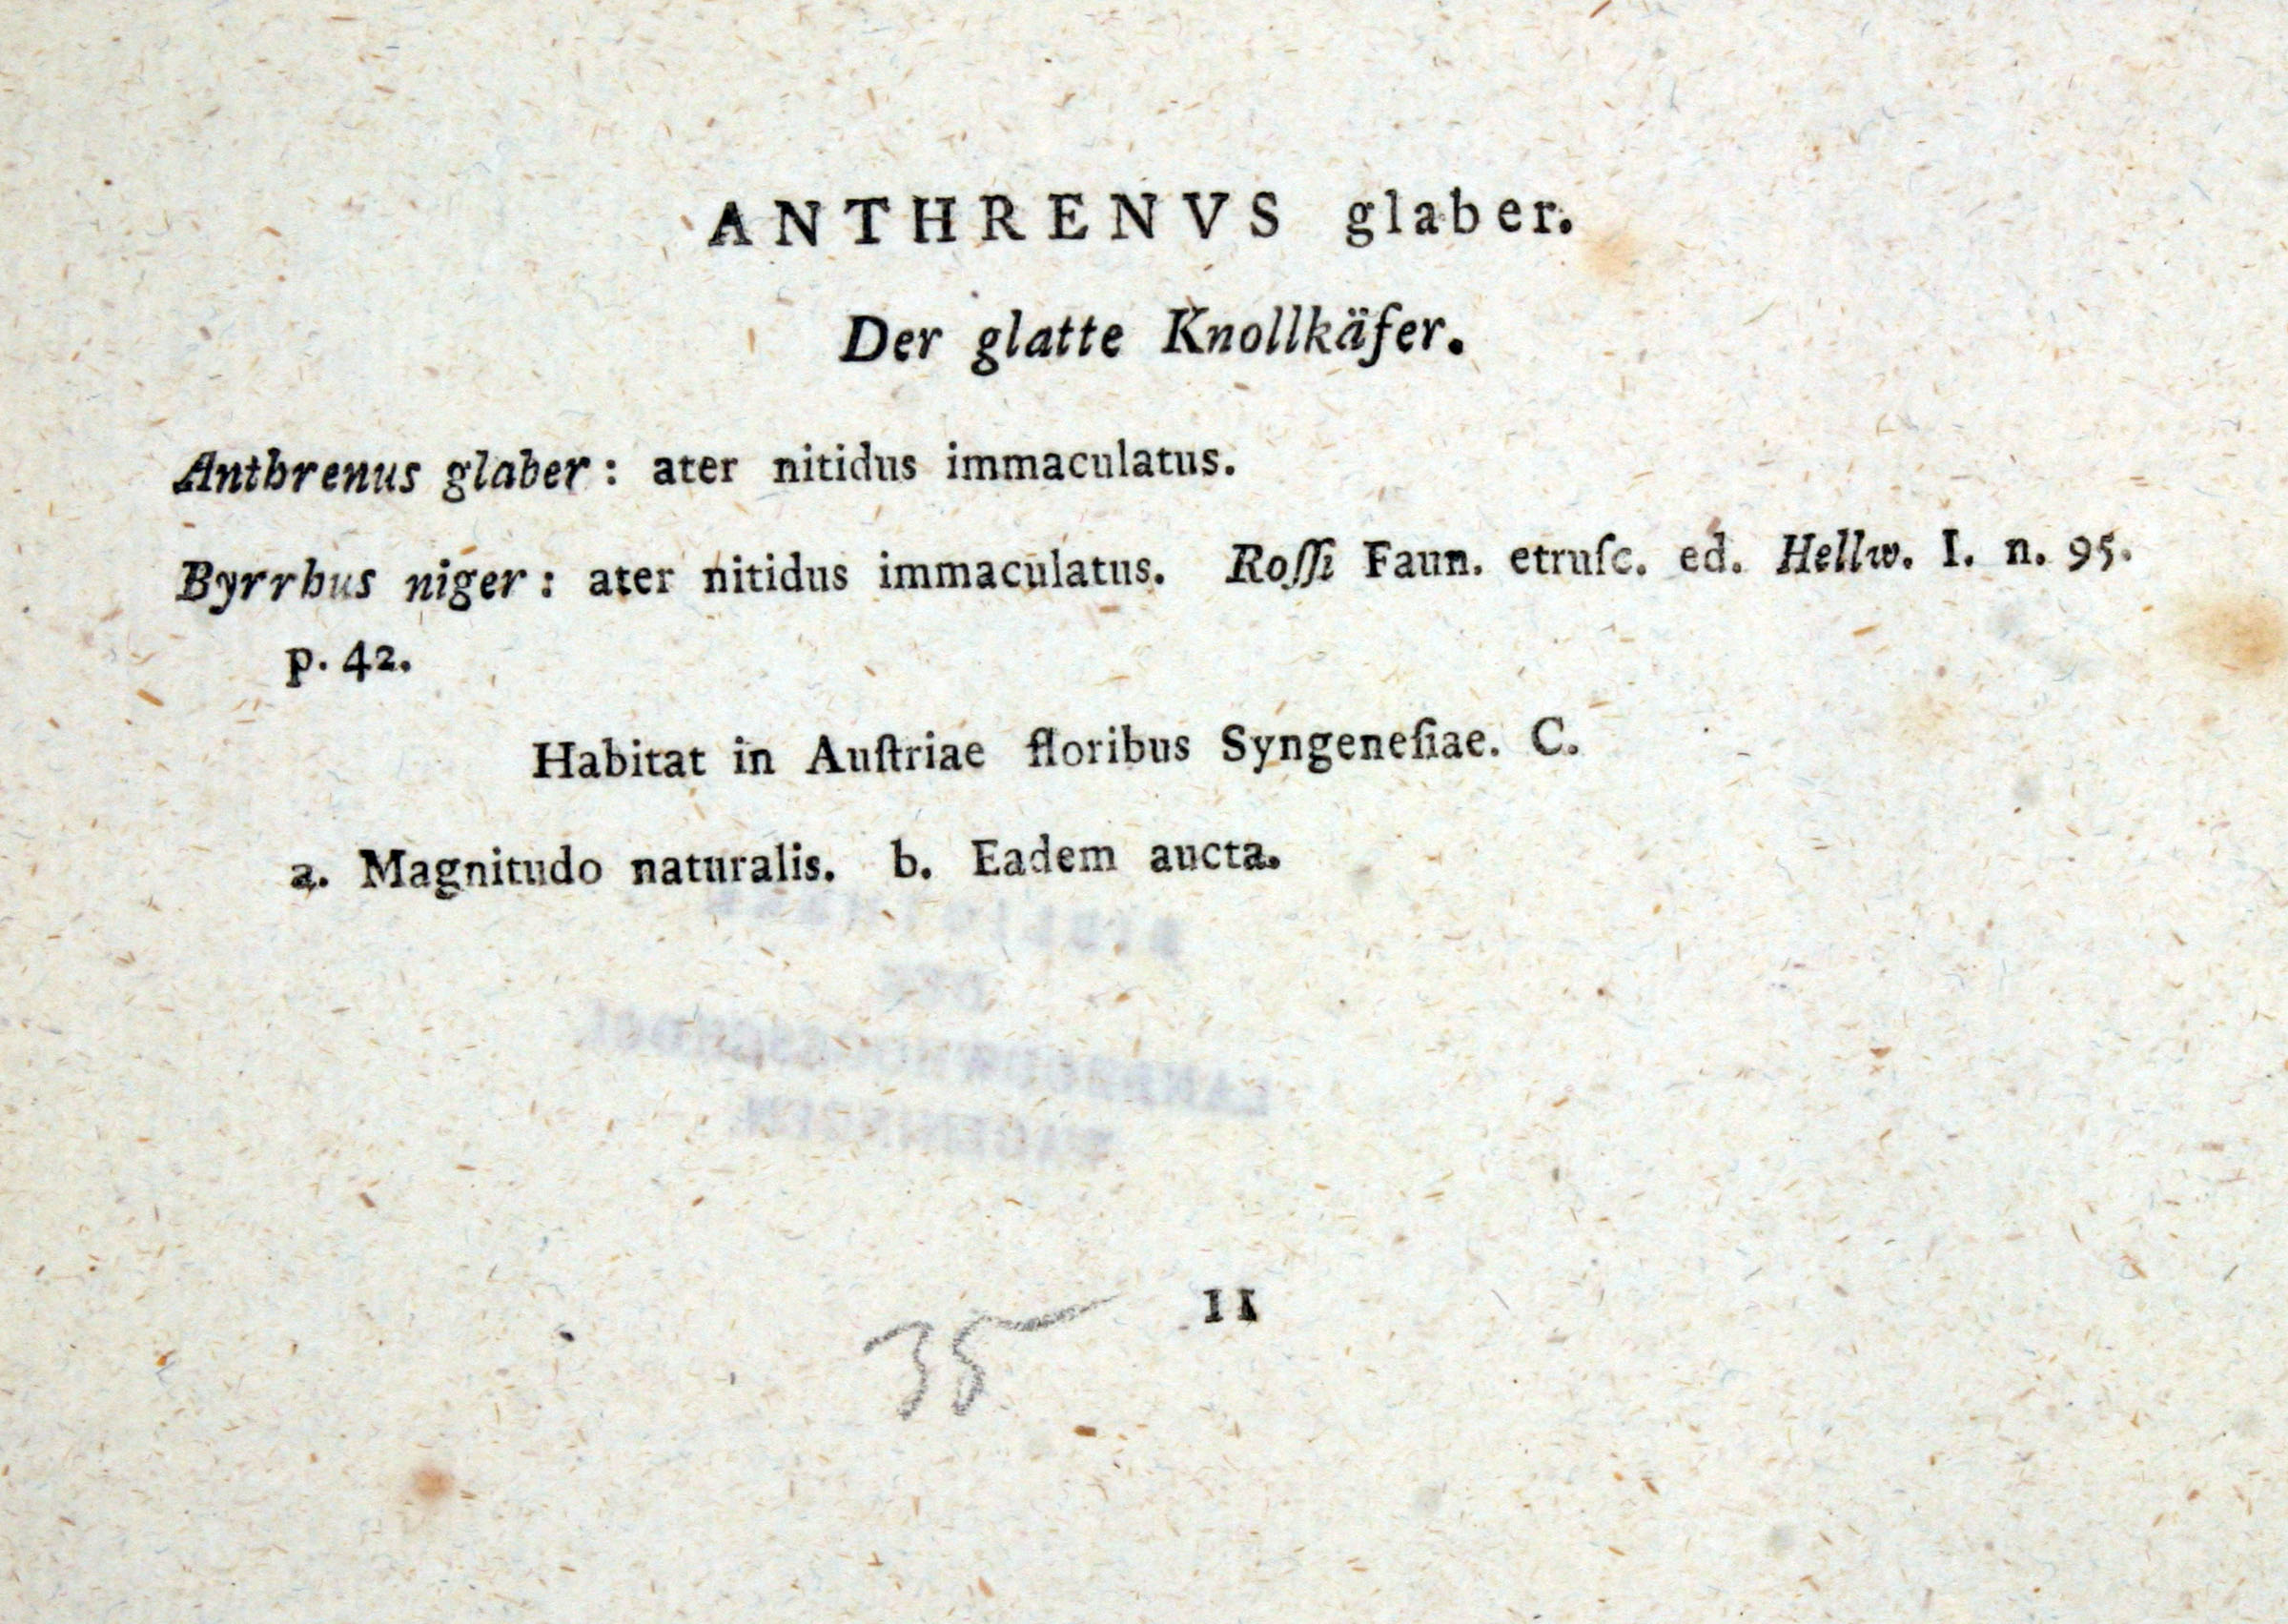 ANTHRENVS glaber.
Der glatte Knollkäfer.
Anthrenus glaber: ater nitidus immaculatus.
Byrrhus niger: ater nitidus immaculatus. Roſſi Faun. etruſc. ed. Hellw. I. n. 95.
p. 42.
Habitat in Auſtriae floribus Syngeneſiae. C.
a. Magnitudo naturalis. b. Eadem aucta.
11
35